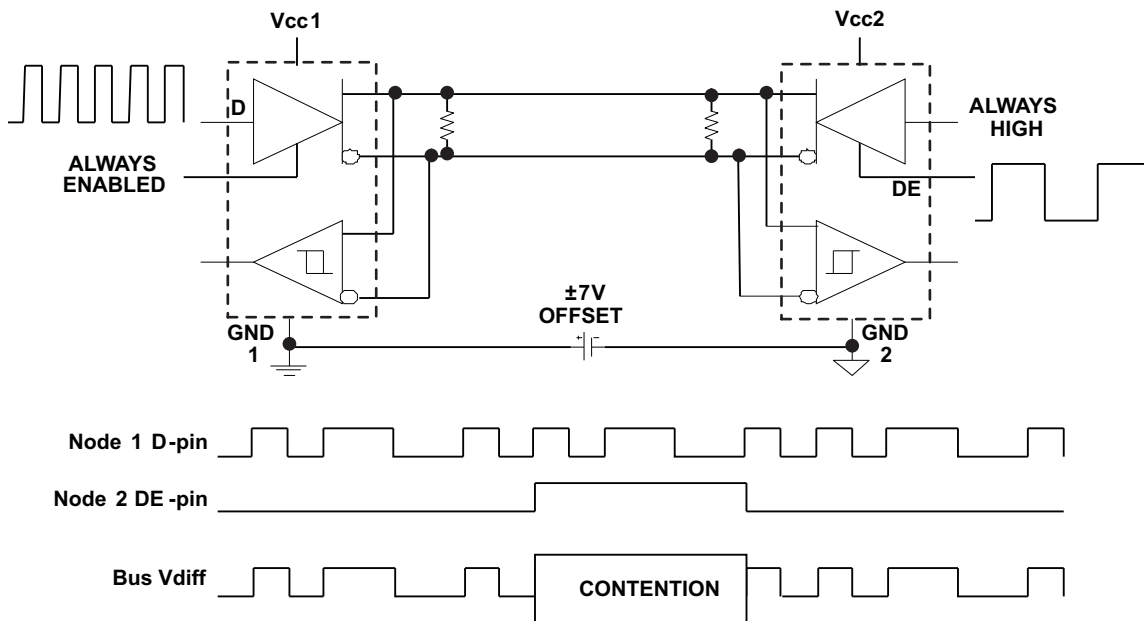 Vcc1
Vcc2
D
ALWAYS
ENABLED
ALWAYS
HIGH
DE
±7V
OFFSET
+ -
GND
1
GND
2
Node 1 D-pin
Node 2 DE-pin
Bus Vdiff
CONTENTION